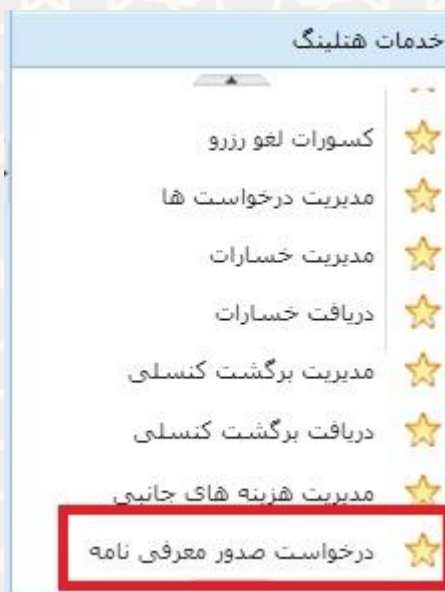 خدمات هتلینگ
کسورات لغو رزرو
مدیریت درخواست ها
مدیریت خسارات
دریافت خسارات
مدیریت برگشت کنسلی
دریافت برگشت کنسلی
مدیریت هزینه های جانبی
درخواست صدور معرفی نامه